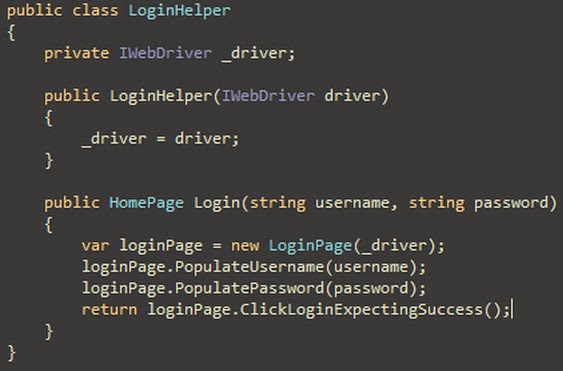 public class LoginHelper
{
    private IWebDriver _driver;

    public LoginHelper(IWebDriver driver)
    {
        _driver = driver;
    }

    public HomePage Login(string username, string password)
    {
        var loginPage = new LoginPage(_driver);
        loginPage.PopulateUsername(username);
        loginPage.PopulatePassword(password);
        return loginPage.ClickLoginExpectingSuccess();
    }
}